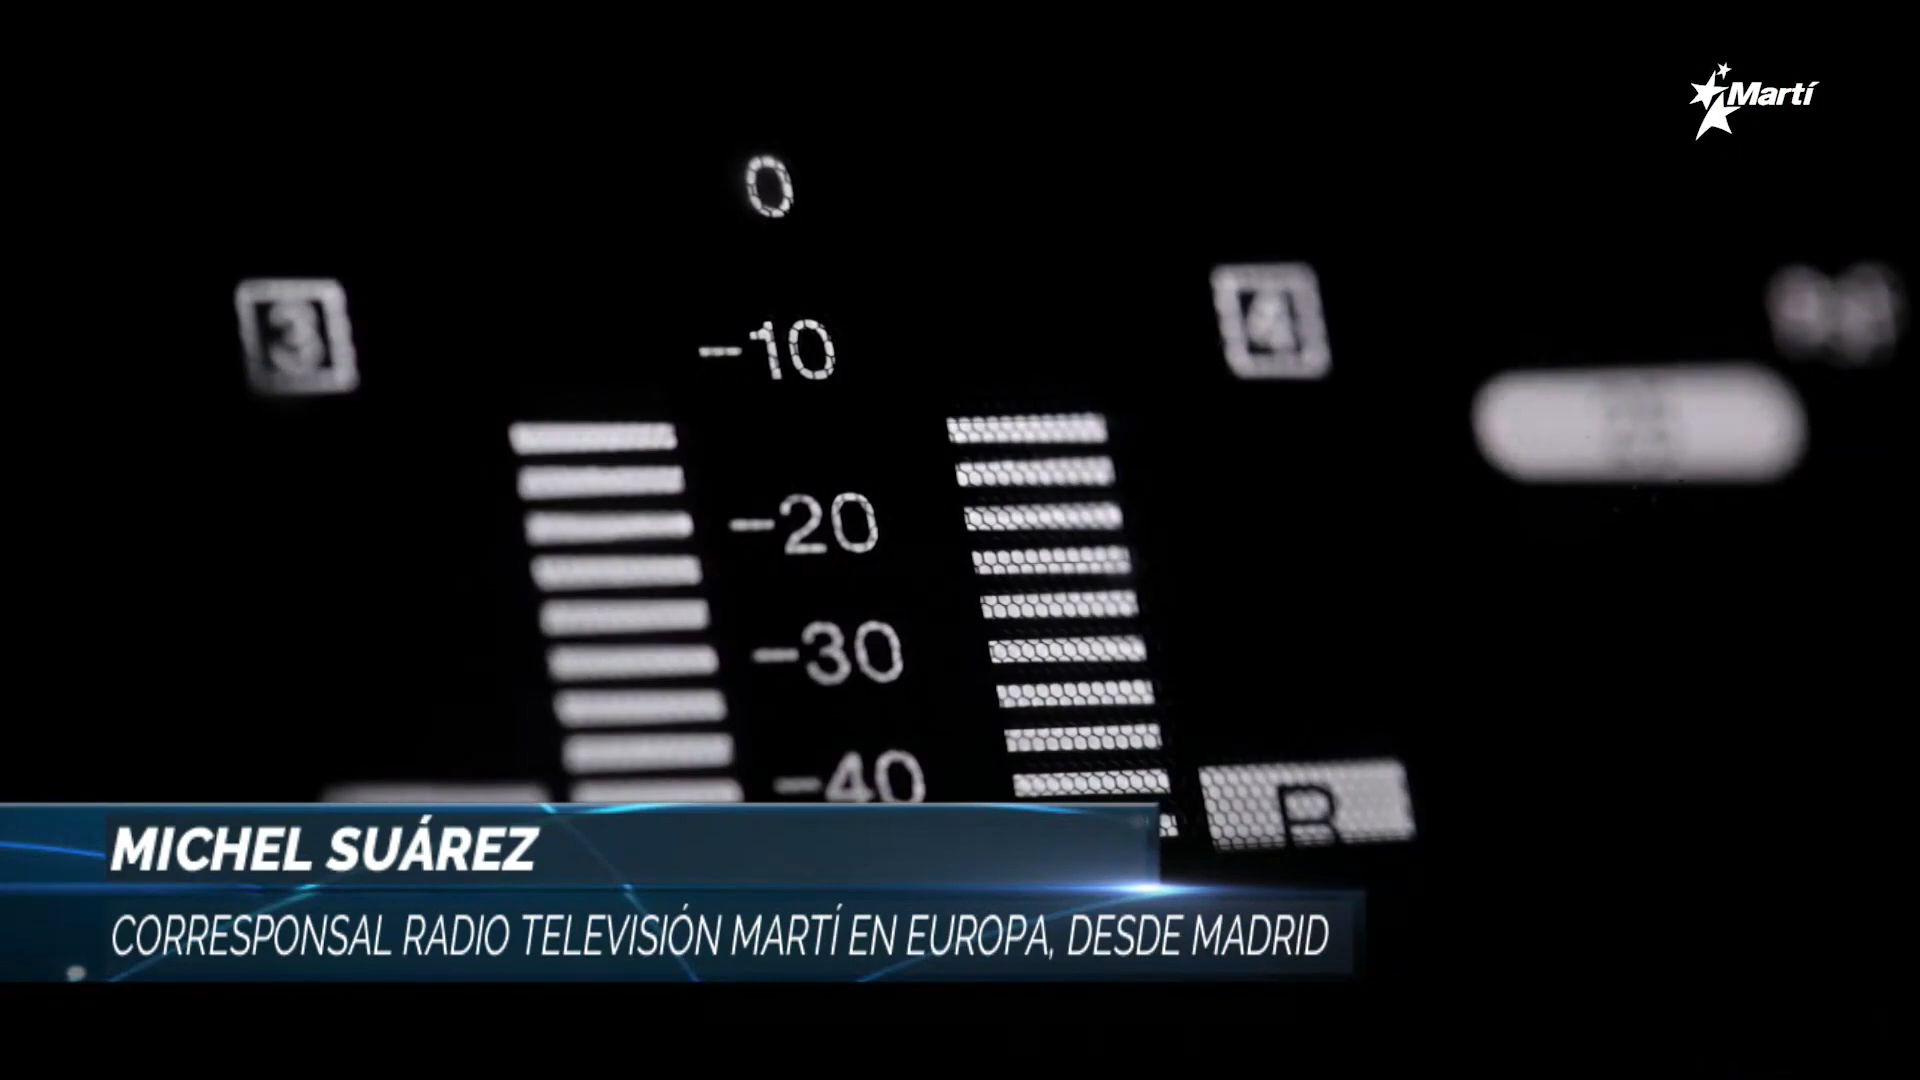 Martí
0
3
4
-10
-20
-30
-40
R
MICHEL SUÁREZ
CORRESPONSAL RADIO TELEVISIÓN MARTÍ EN EUROPA, DESDE MADRID